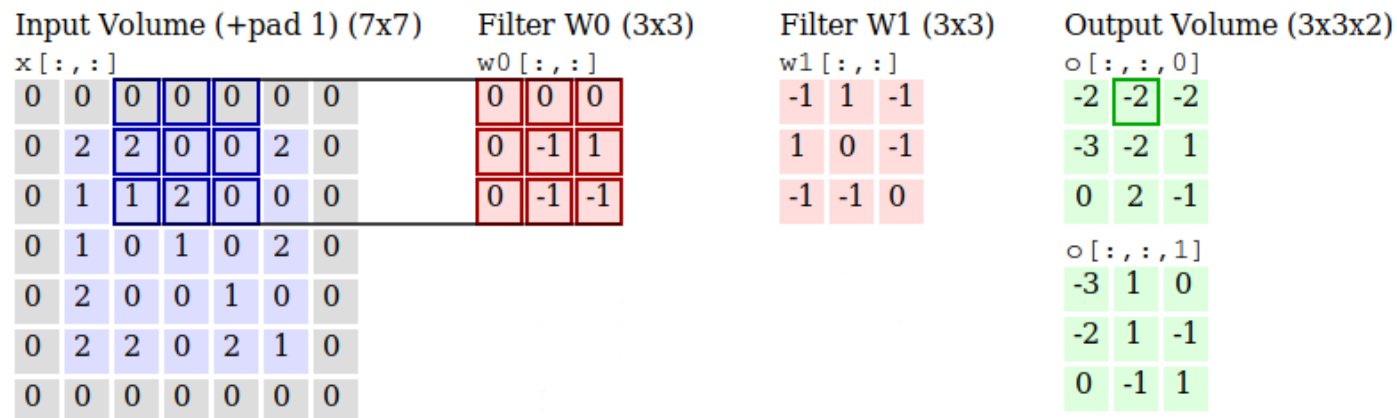 Input Volume (+pad 1) (7x7) Filter W0 (3x3) Filter W1 (3x3) Output Volume (3x3x2)
x[:,:] w0[:,:] w1[:,:] o[:,:,0]
0 0 0 0 0 0 0 0 0 0 -1 1 -1 -2 -2 -2
0 2 2 0 0 2 0 0 -1 1 1 0 -1 -3 -2 1
0 1 1 2 0 0 0 0 -1 -1 -1 -1 0 0 2 -1
0 1 0 1 0 2 0 o[:,:,1]
0 2 0 0 1 0 0 -3 1 0
0 2 2 0 2 1 0 -2 1 -1
0 0 0 0 0 0 0 0 -1 1